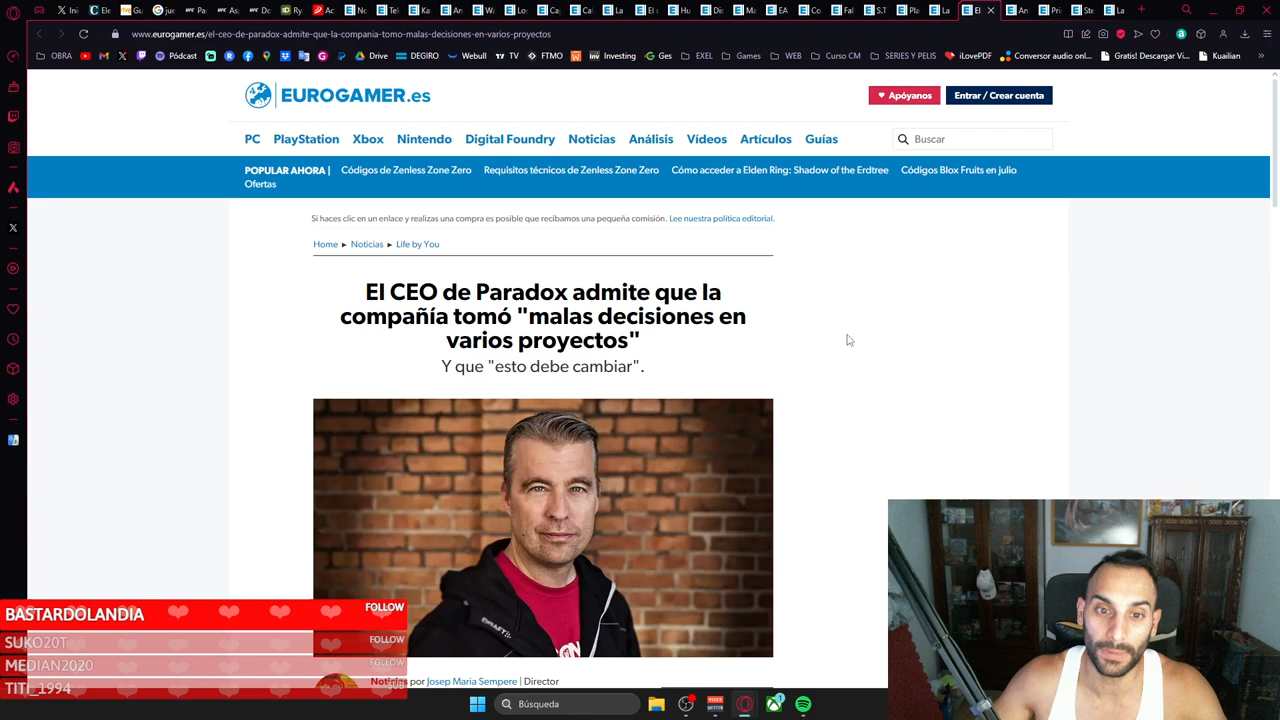 www.eurogamer.es/el-ceo-de-paradox-admite-que-la-compania-tomo-malas-decisiones-en-varios-proyectos
OBRA
Pódcast
Drive
DEGIRO
Webull
TV
FTMO
Investing
Ges
EXEL
Games
WEB
Curso CM
SERIES Y PELIS
iLovePDF
Conversor audio onl...
Gratis! Descargar Vi...
Kuailian
EUROGAMER.es
Apóyanos
Entrar / Crear cuenta
PC PlayStation Xbox Nintendo Digital Foundry Noticias Análisis Vídeos Artículos Guías
Buscar
POPULAR AHORA | Códigos de Zenless Zone Zero Requisitos técnicos de Zenless Zone Zero Cómo acceder a Elden Ring: Shadow of the Erdtree Códigos Blox Fruits en julio
Ofertas
Si haces clic en un enlace y realizas una compra es posible que recibamos una pequeña comisión. Lee nuestra política editorial.
Home ▸ Noticias ▸ Life by You
El CEO de Paradox admite que la
compañía tomó "malas decisiones en
varios proyectos"
Y que "esto debe cambiar".
BASTARDOLANDIA FOLLOW
SUKO20T FOLLOW
MEDIAN2020 FOLLOW
TITI_1994
Noticias por Josep Maria Sempere | Director
Búsqueda